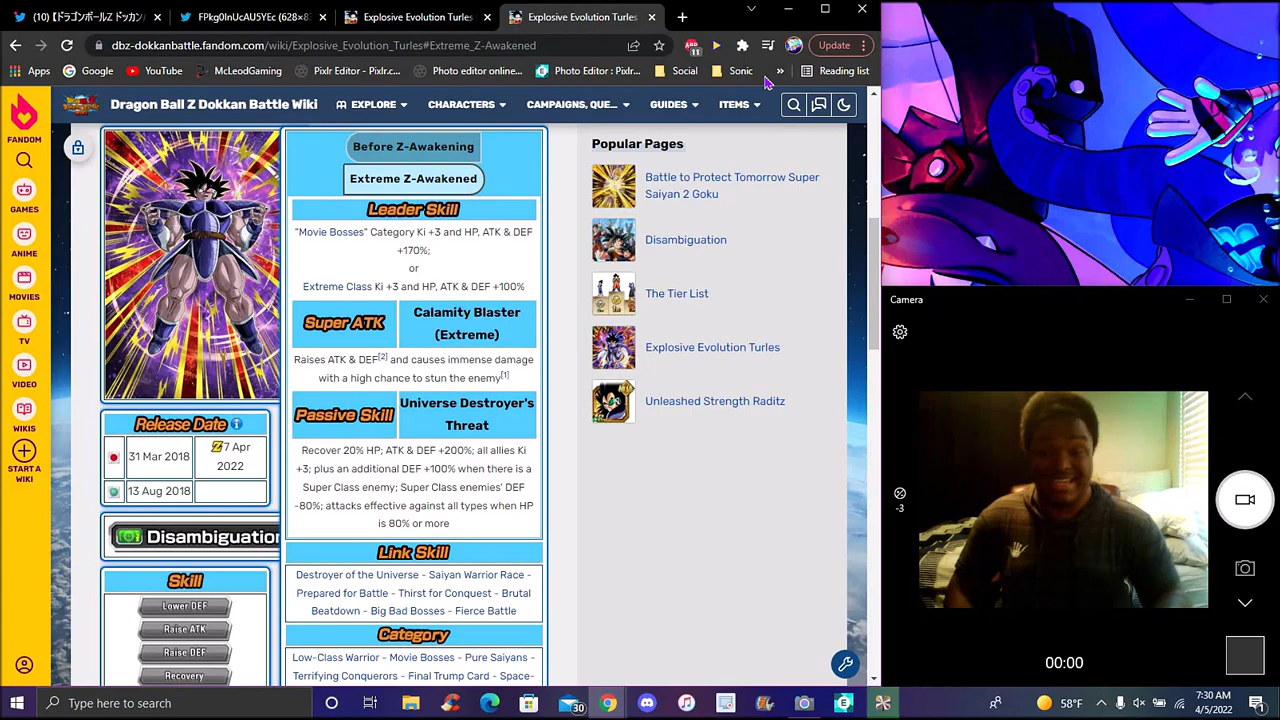 (10)【ドラゴンボールZ ドッカン
FPkg0lnUcAU5YEc (628×83
Explosive Evolution Turles
Explosive Evolution Turles
dbz-dokkanbattle.fandom.com/wiki/Explosive_Evolution_Turles#Extreme_Z-Awakened
11
Update
Apps
Google
YouTube
McLeodGaming
Pixlr Editor - Pixlr.c...
Photo editor online...
Photo Editor : Pixlr...
Social
Sonic
»
Reading list
Dragon Ball Z Dokkan Battle Wiki
EXPLORE
CHARACTERS
CAMPAIGNS, QUE...
GUIDES
ITEMS
FANDOM
GAMES
ANIME
MOVIES
TV
VIDEO
WIKIS
START A
WIKI
Before Z-Awakening
Extreme Z-Awakened
Leader Skill
"Movie Bosses" Category Ki +3 and HP, ATK & DEF
+170%;
or
Extreme Class Ki +3 and HP, ATK & DEF +100%
Super ATK
Calamity Blaster
(Extreme)
Raises ATK & DEF[2] and causes immense damage
with a high chance to stun the enemy[1]
Passive Skill
Universe Destroyer's
Threat
Recover 20% HP; ATK & DEF +200%; all allies Ki
+3; plus an additional DEF +100% when there is a
Super Class enemy; Super Class enemies' DEF
-80%; attacks effective against all types when HP
is 80% or more
Link Skill
Destroyer of the Universe - Saiyan Warrior Race -
Prepared for Battle - Thirst for Conquest - Brutal
Beatdown - Big Bad Bosses - Fierce Battle
Category
Low-Class Warrior - Movie Bosses - Pure Saiyans -
Terrifying Conquerors - Final Trump Card - Space-
Release Date
31 Mar 2018
7 Apr
2022
13 Aug 2018
Disambiguation
Skill
Lower DEF
Raise ATK
Raise DEF
Recovery
Popular Pages
Battle to Protect Tomorrow Super
Saiyan 2 Goku
Disambiguation
The Tier List
Explosive Evolution Turles
Unleashed Strength Raditz
Camera
-3
00:00
Type here to search
30
58°F
7:30 AM
4/5/2022
1